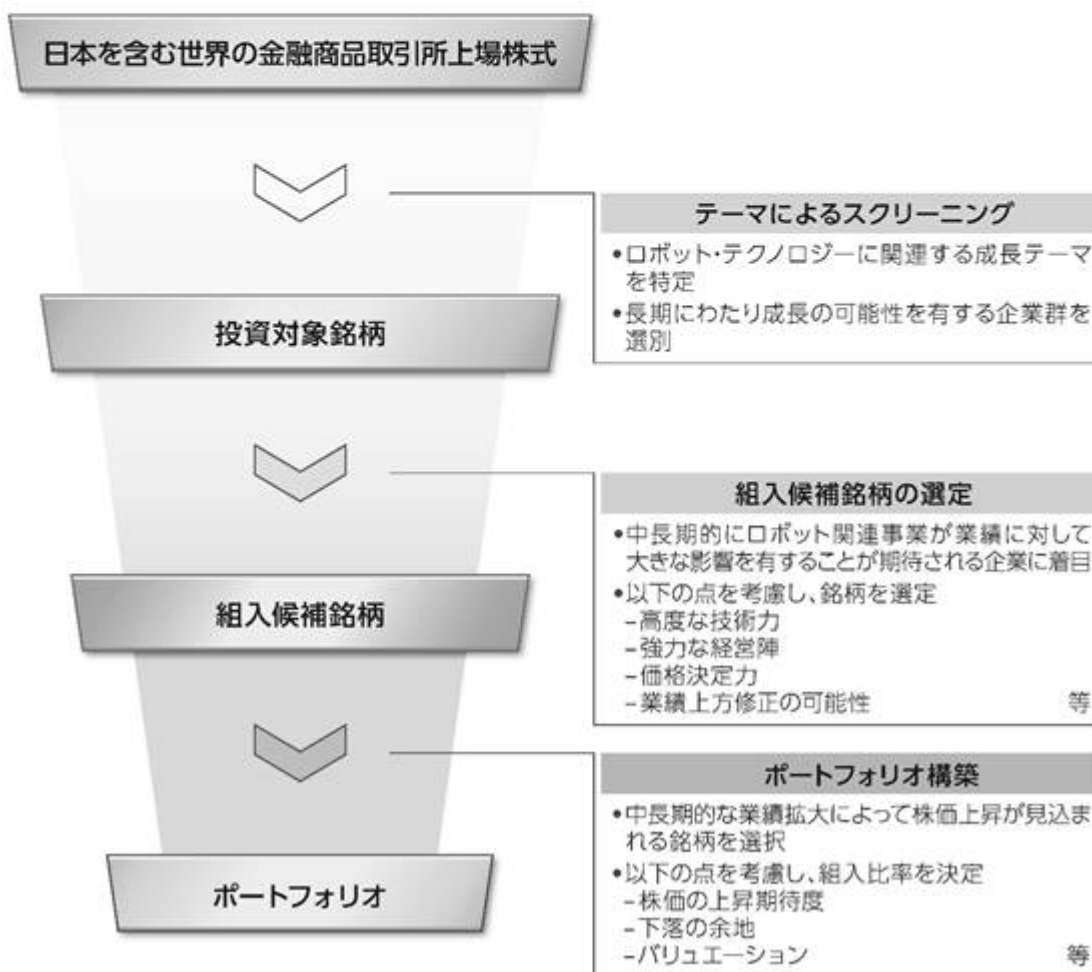 日本を含む世界の金融商品取引所上場株式
テーマによるスクリーニング
•ロボット・テクノロジーに関連する成長テーマ
を特定
•長期にわたり成長の可能性を有する企業群を
選別
投資対象銘柄
組入候補銘柄の選定
•中長期的にロボット関連事業が業績に対して
大きな影響を有することが期待される企業に着目
•以下の点を考慮し、銘柄を選定
–高度な技術力
–強力な経営陣
–価格決定力
–業績上方修正の可能性 等
組入候補銘柄
ポートフォリオ構築
•中長期的な業績拡大によって株価上昇が見込ま
れる銘柄を選択
•以下の点を考慮し、組入比率を決定
–株価の上昇期待度
–下落の余地
–バリュエーション 等
ポートフォリオ